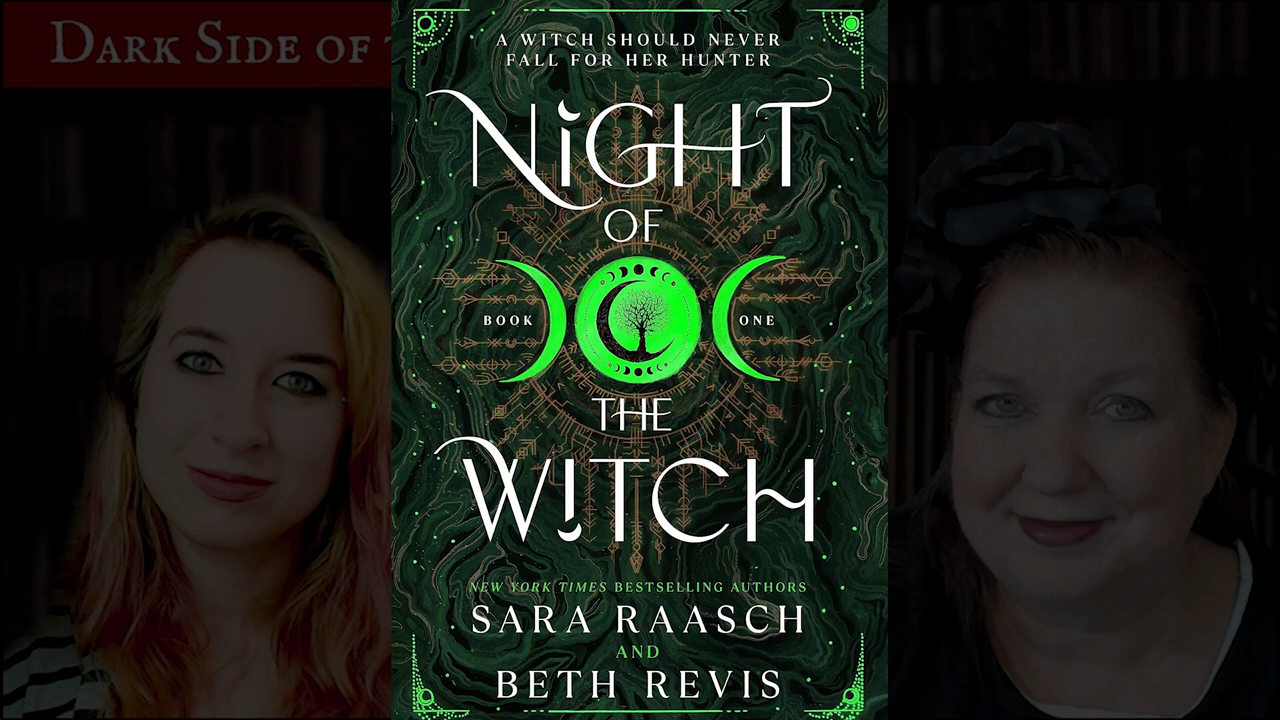 DARK SIDE OF
A WITCH SHOULD NEVER
FALL FOR HER HUNTER
NIGHT
OF
BOOK ONE
THE
WITCH
NEW YORK TIMES BESTSELLING AUTHORS
SARA RAASCH
AND
BETH REVIS